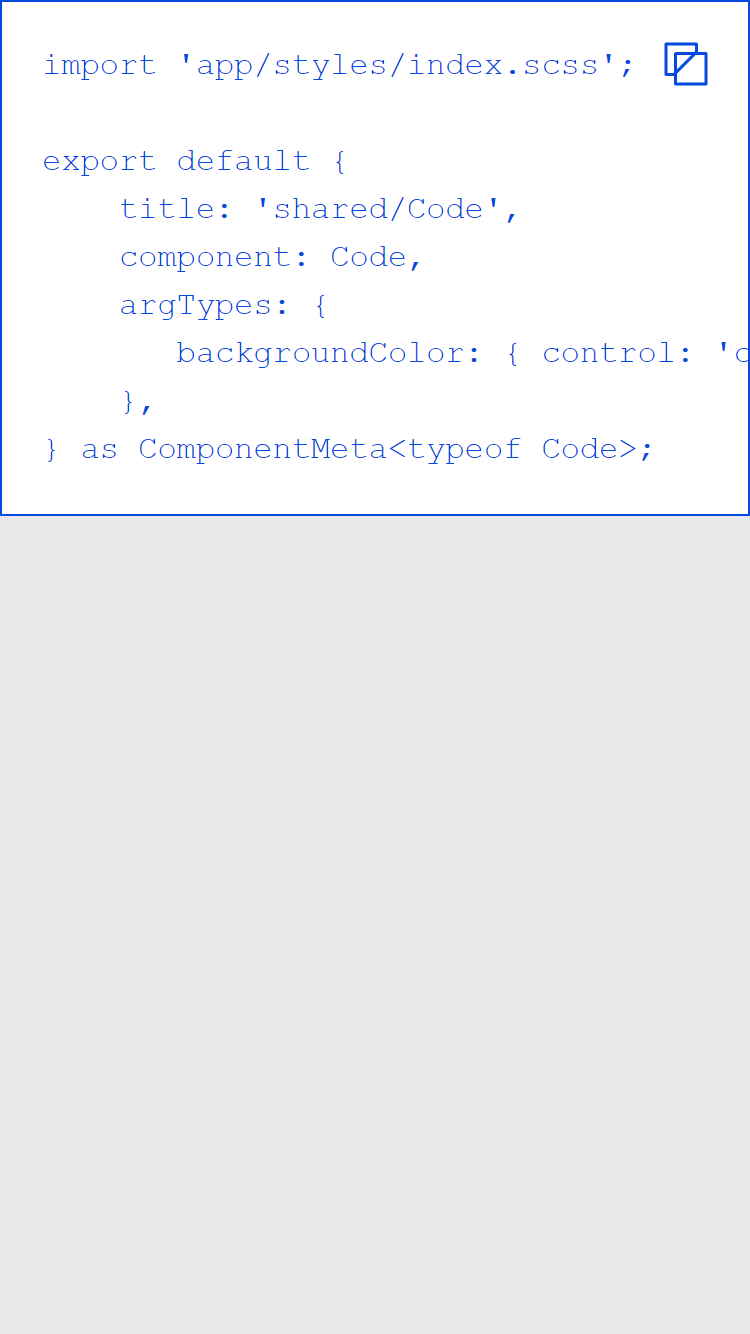 import 'app/styles/index.scss';
export default {
    title: 'shared/Code',
    component: Code,
    argTypes: {
       backgroundColor: { control: '
    },
} as ComponentMeta<typeof Code>;